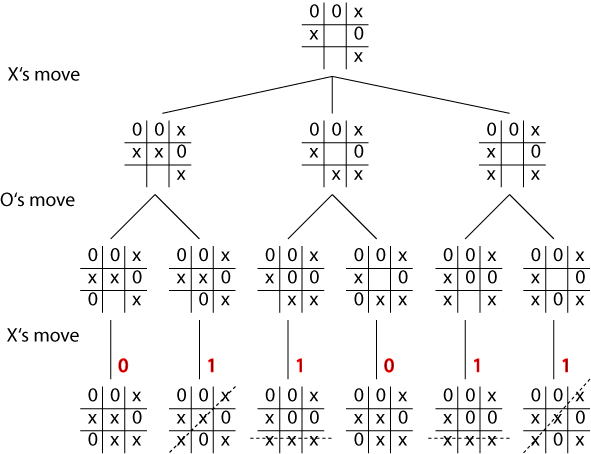 0 0 x
x 0
x
X's move
0 0 x 0 0 x 0 0 x
x x 0 x 0 x 0
x x x x x
O's move
0 0 x 0 0 x 0 0 x 0 0 x 0 0 x 0 0 x
x x 0 x x 0 x 0 0 x 0 x 0 0 x 0
0 x 0 x x x 0 x x x x x 0 x
X's move
0 1 1 0 1 1
0 0 x 0 0 x 0 0 x 0 0 x 0 0 x 0 0 x
x x 0 x x 0 x 0 0 x x 0 x 0 0 x x 0
0 x x x 0 x x x x 0 x x x x x x 0 x